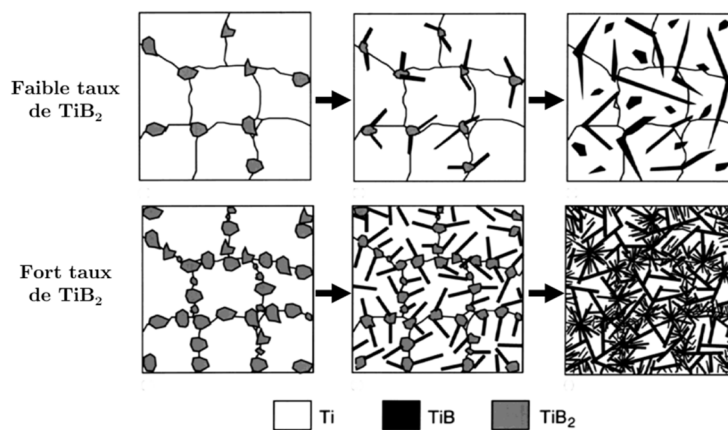 Faible taux
de TiB₂
Fort taux
de TiB₂
Ti
TiB
TiB₂